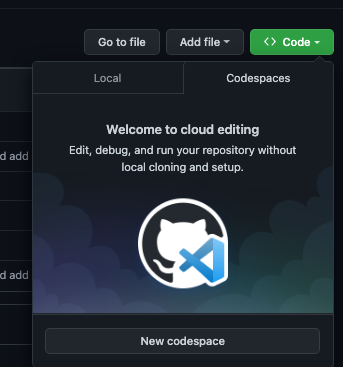 Go to file
Add file
Code
Local
Codespaces
Welcome to cloud editing
Edit, debug, and run your repository without
local cloning and setup.
d add
d add
New codespace